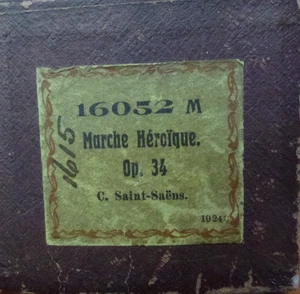 16052 M
1615
Marche Héroïque.
Op. 34
C. Saint-Saëns.
1924